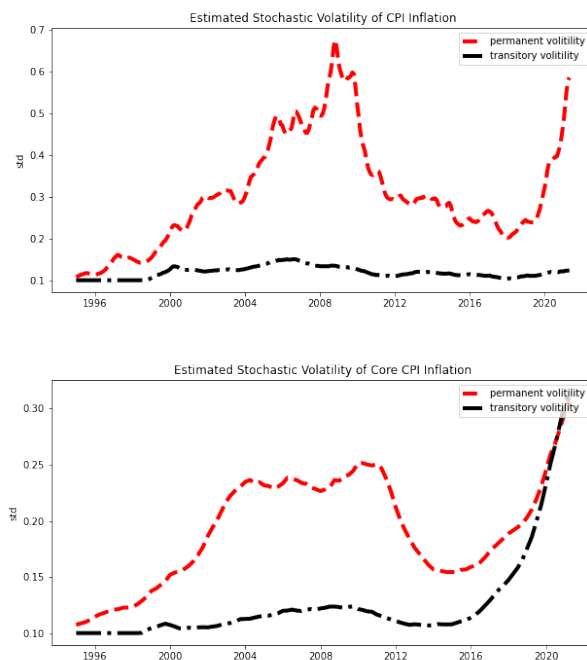 Estimated Stochastic Volatility of CPI Inflation
permanent volitility
transitory volitility
std
0.7
0.6
0.5
0.4
0.3
0.2
0.1
1996 2000 2004 2008 2012 2016 2020
Estimated Stochastic Volatility of Core CPI Inflation
permanent volitility
transitory volitility
std
0.30
0.25
0.20
0.15
0.10
1996 2000 2004 2008 2012 2016 2020